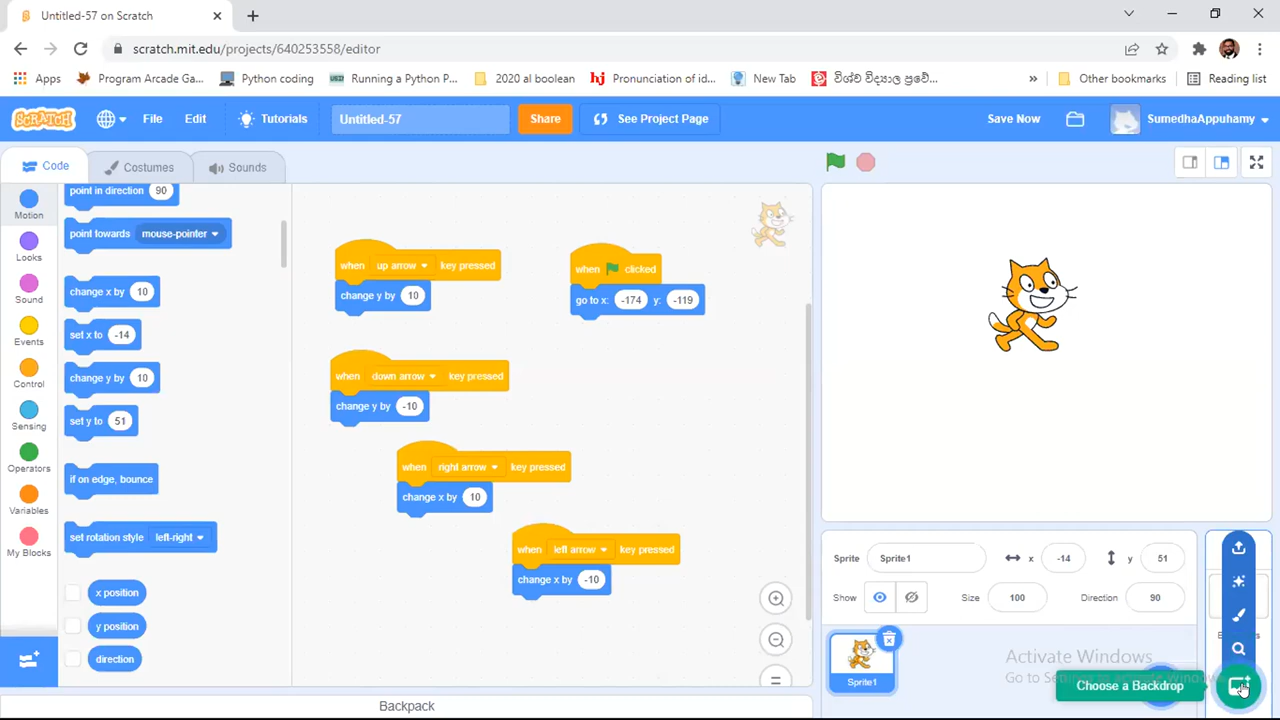 Untitled-57 on Scratch
scratch.mit.edu/projects/640253558/editor
Apps Program Arcade Ga... Python coding Running a Python P... 2020 al boolean hj Pronunciation of id... New Tab විශ්ව විද්‍යාල ප්‍රවේ... » Other bookmarks Reading list
SCRATCH File Edit Tutorials Untitled-57 Share See Project Page Save Now SumedhaAppuhamy
Code Costumes Sounds
Motion
Looks
Sound
Events
Control
Sensing
Operators
Variables
My Blocks
point in direction 90
point towards mouse-pointer
change x by 10
set x to -14
change y by 10
set y to 51
if on edge, bounce
set rotation style left-right
x position
y position
direction
when up arrow key pressed
change y by 10
when clicked
go to x: -174 y: -119
when down arrow key pressed
change y by -10
when right arrow key pressed
change x by 10
when left arrow key pressed
change x by -10
Sprite Sprite1 x -14 y 51
Show Size 100 Direction 90
Sprite1
Activate Windows
Choose a Backdrop
Backpack